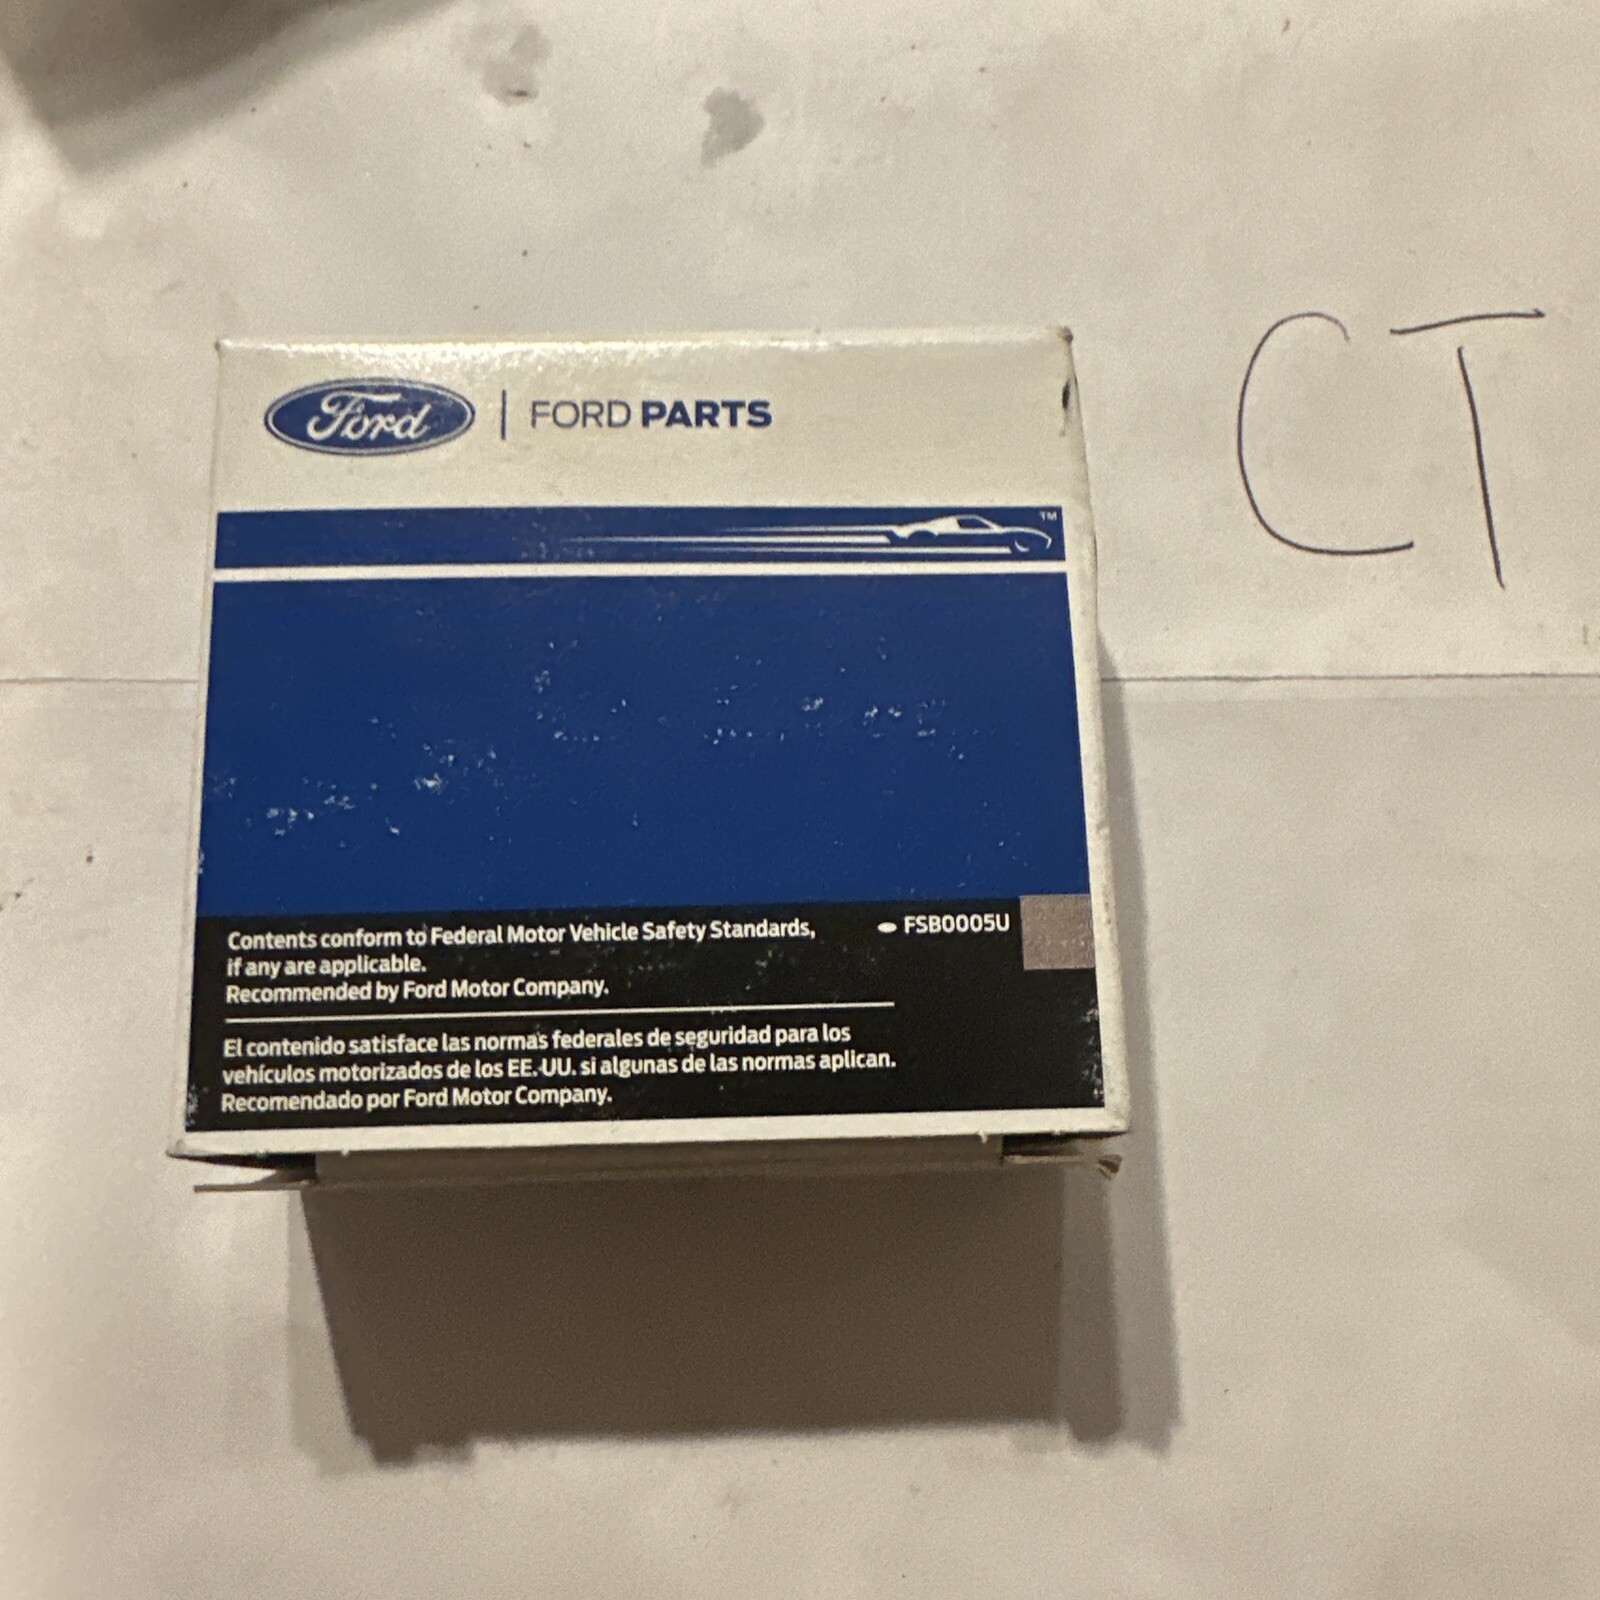 Ford | FORD PARTS
CT
TM
Contents conform to Federal Motor Vehicle Safety Standards,
if any are applicable.
Recommended by Ford Motor Company.
FSB0005U
El contenido satisface las normas federales de seguridad para los
vehículos motorizados de los EE.UU. si algunas de las normas aplican.
Recomendado por Ford Motor Company.